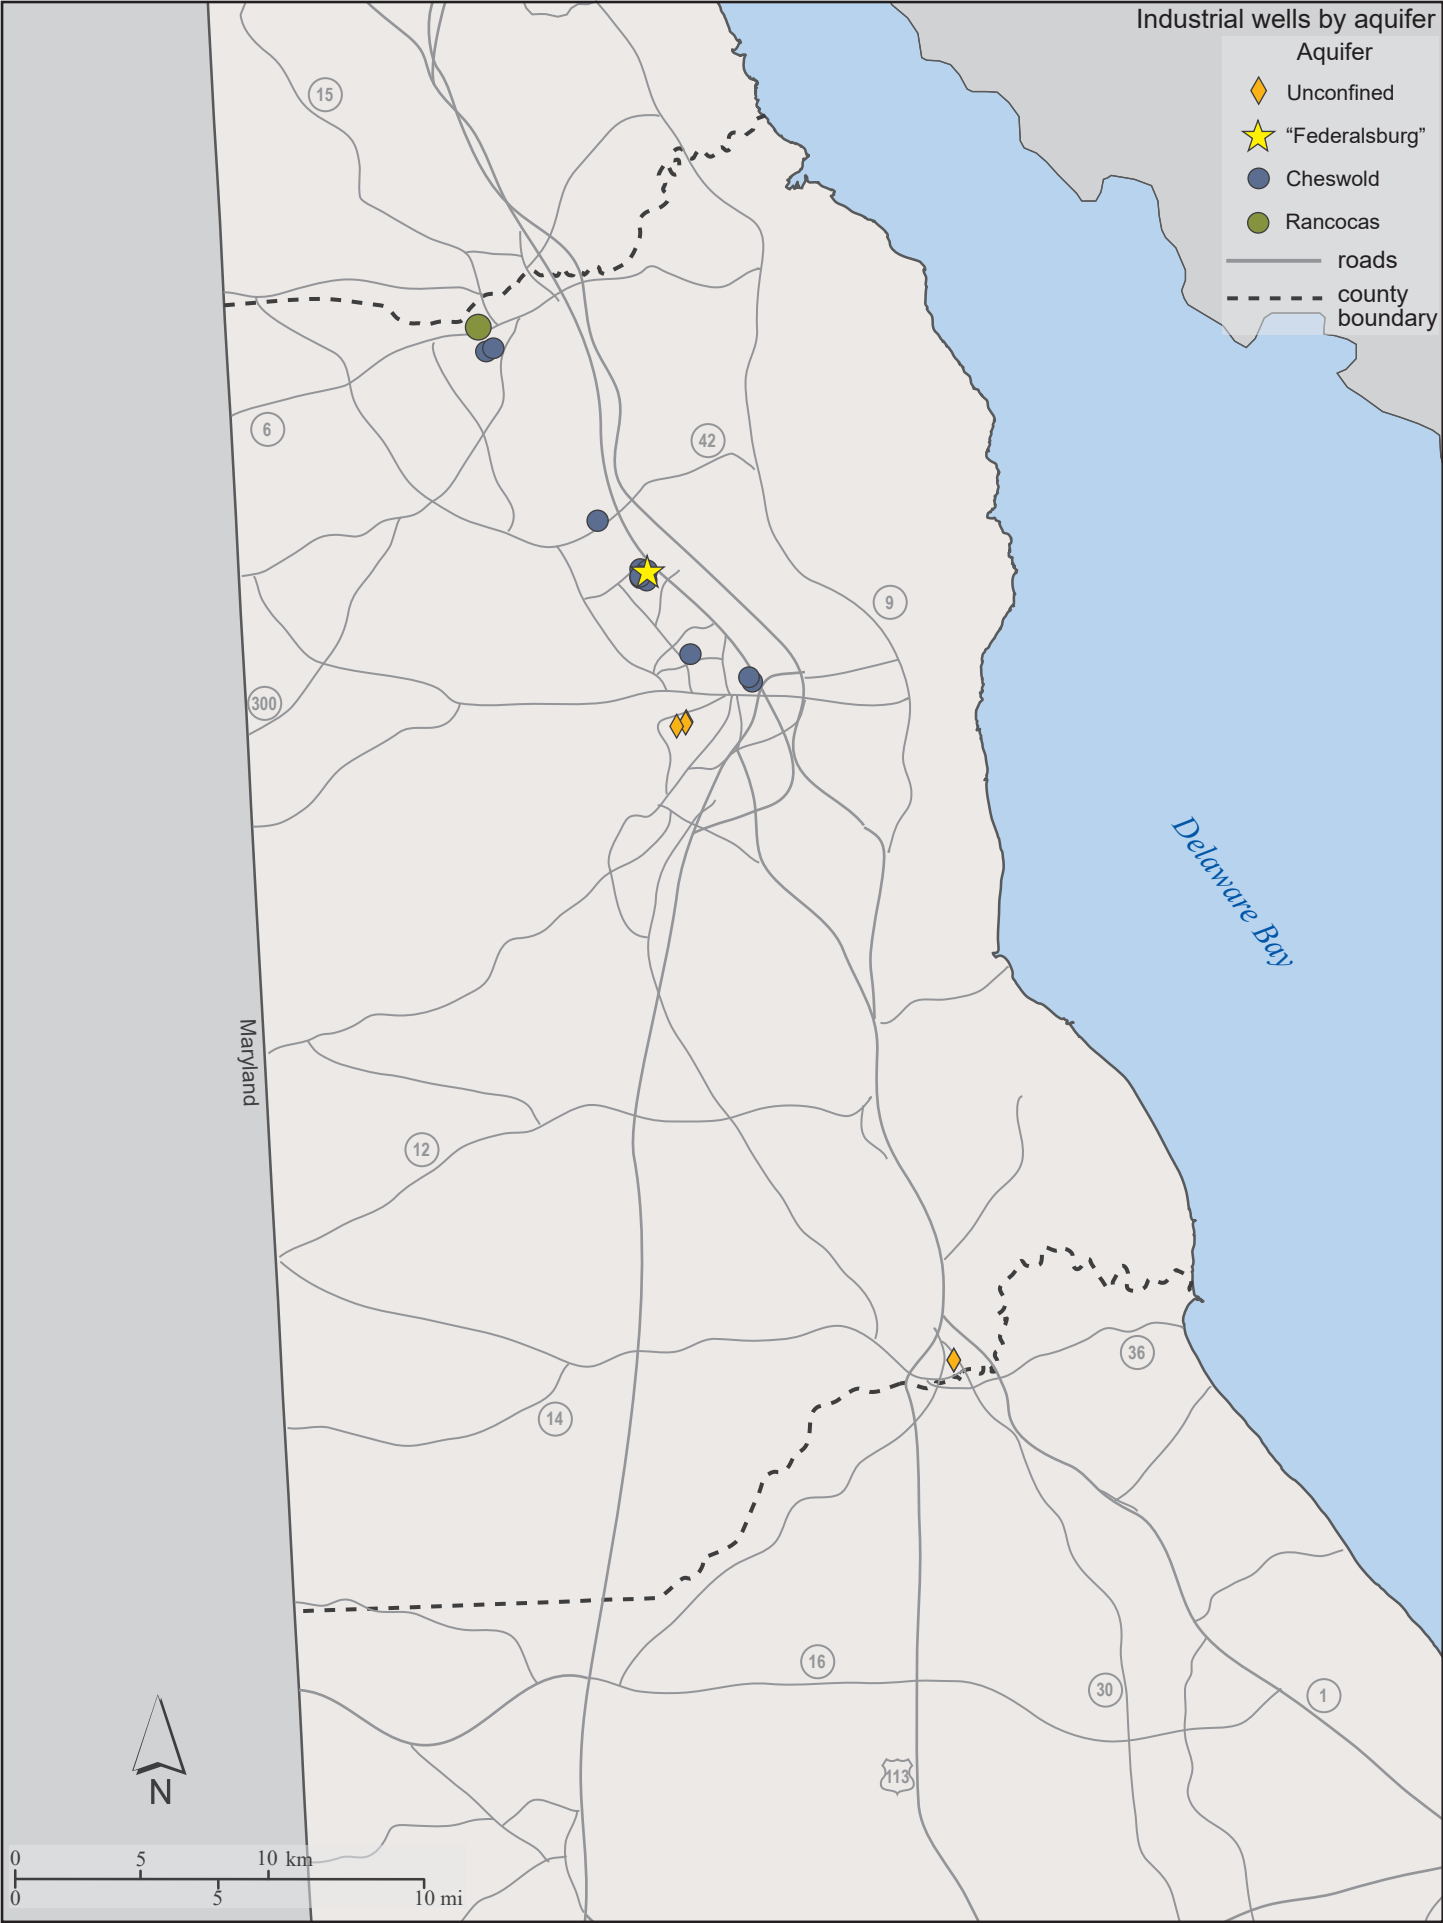 Industrial wells by aquifer
Aquifer
Unconfined
“Federalsburg”
Cheswold
Rancocas
roads
county
boundary
15
6
42
9
300
Delaware Bay
Maryland
12
36
14
16
30
1
113
N
0 5 10 km
0 5 10 mi